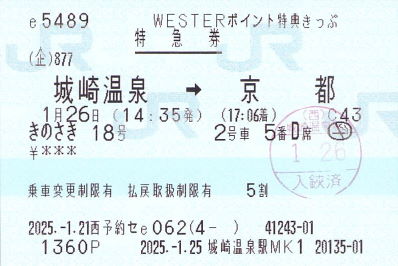 e5489 WESTERポイント特典きっぷ
特急券
(企)877
城崎温泉 → 京都
1月26日 (14:35発) (17:06着) C43
きのさき 18号 2号車 5番D席
¥***
1 26
入鋏済
乗車変更制限有 払戻取扱制限有 5割
2025.-1.21西予約セe062(4- ) 41243-01
1360P 2025.-1.25 城崎温泉駅MK1 20135-01